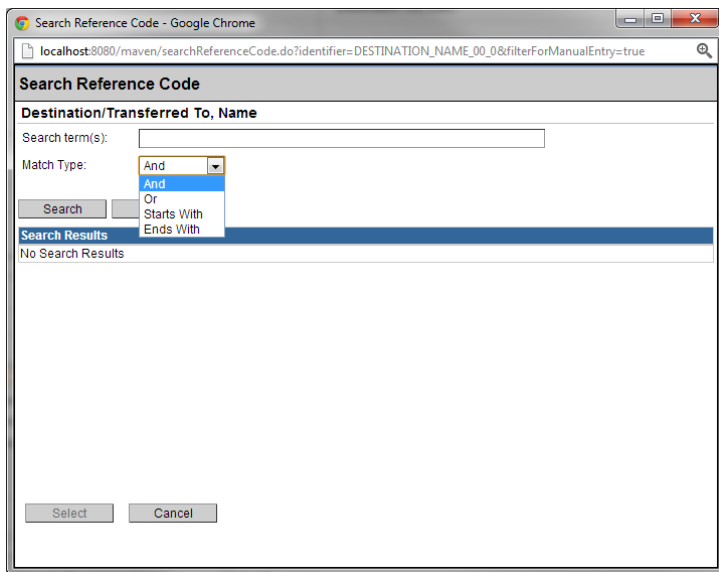 Search Reference Code - Google Chrome
localhost:8080/maven/searchReferenceCode.do?identifier=DESTINATION_NAME_00_0&filterForManualEntry=true
Search Reference Code
Destination/Transferred To, Name
Search term(s):
Match Type: And
And
Or
Starts With
Ends With
Search
Search Results
No Search Results
Select Cancel